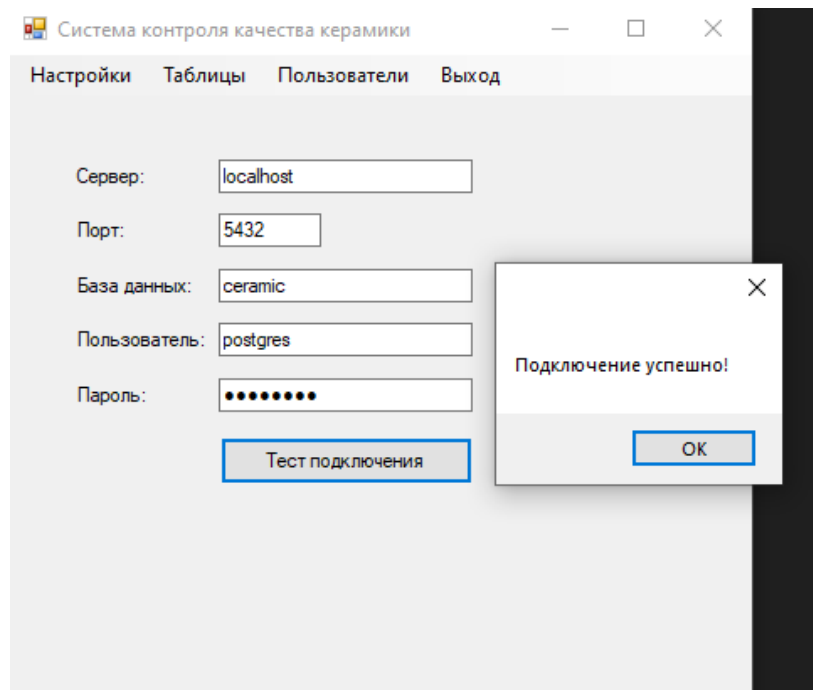 Система контроля качества керамики
Настройки Таблицы Пользователи Выход
Сервер: localhost
Порт: 5432
База данных: ceramic
Пользователь: postgres
Пароль: ●●●●●●●●
Тест подключения
Подключение успешно!
ОК